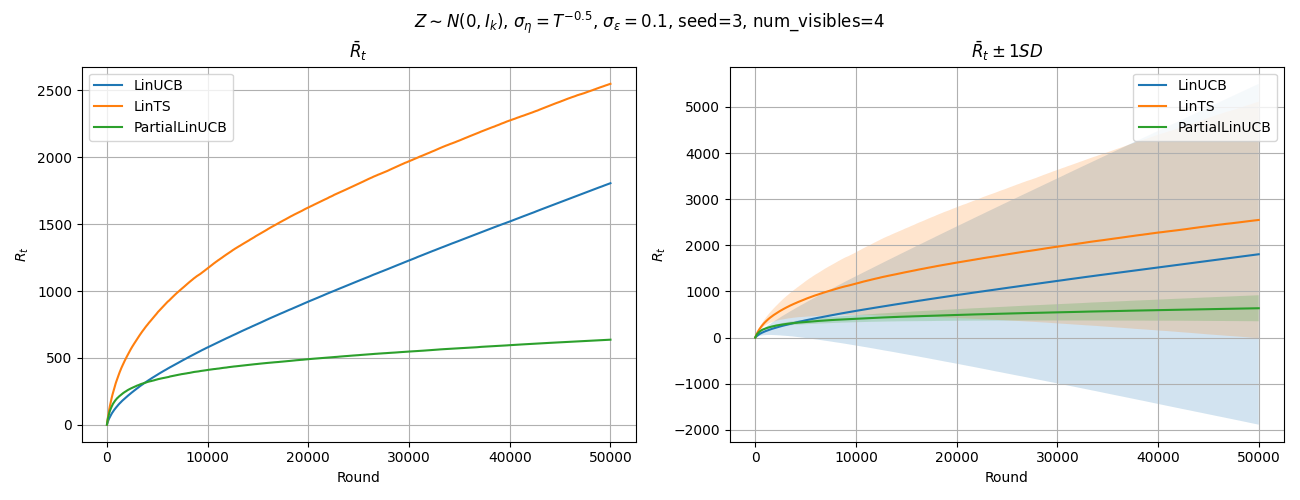 Z ∼ N(0, I_k), σ_η = T^{−0.5}, σ_ε = 0.1, seed=3, num_visibles=4
R̄_t
LinUCB
LinTS
PartialLinUCB
2500
2000
1500
1000
500
0
R_t
0 10000 20000 30000 40000 50000
Round
R̄_t ± 1SD
LinUCB
LinTS
PartialLinUCB
5000
4000
3000
2000
1000
0
−1000
−2000
R_t
0 10000 20000 30000 40000 50000
Round